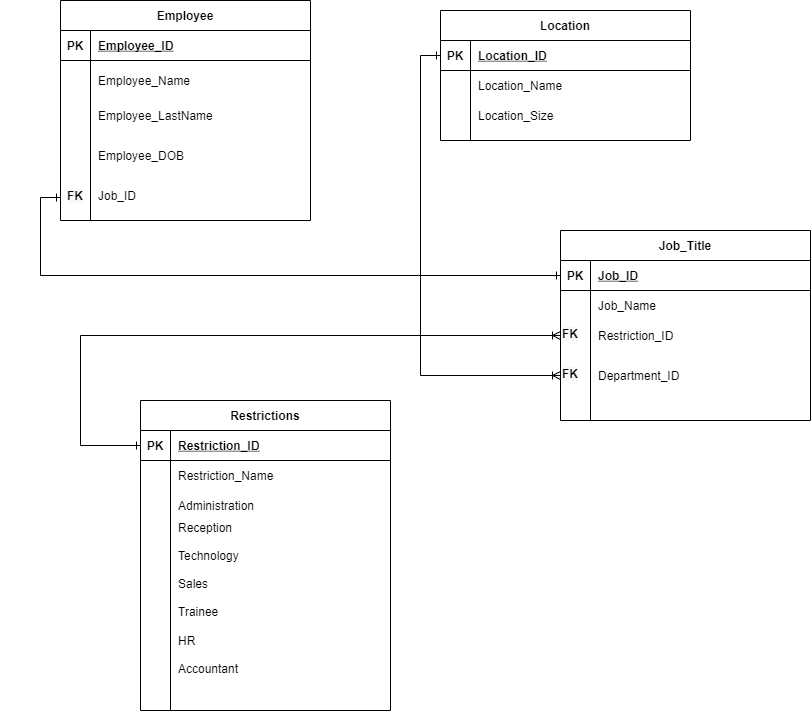 Employee
PK Employee_ID
Employee_Name
Employee_LastName
Employee_DOB
FK Job_ID
Location
PK Location_ID
Location_Name
Location_Size
Job_Title
PK Job_ID
Job_Name
FK Restriction_ID
FK Department_ID
Restrictions
PK Restriction_ID
Restriction_Name
Administration
Reception
Technology
Sales
Trainee
HR
Accountant